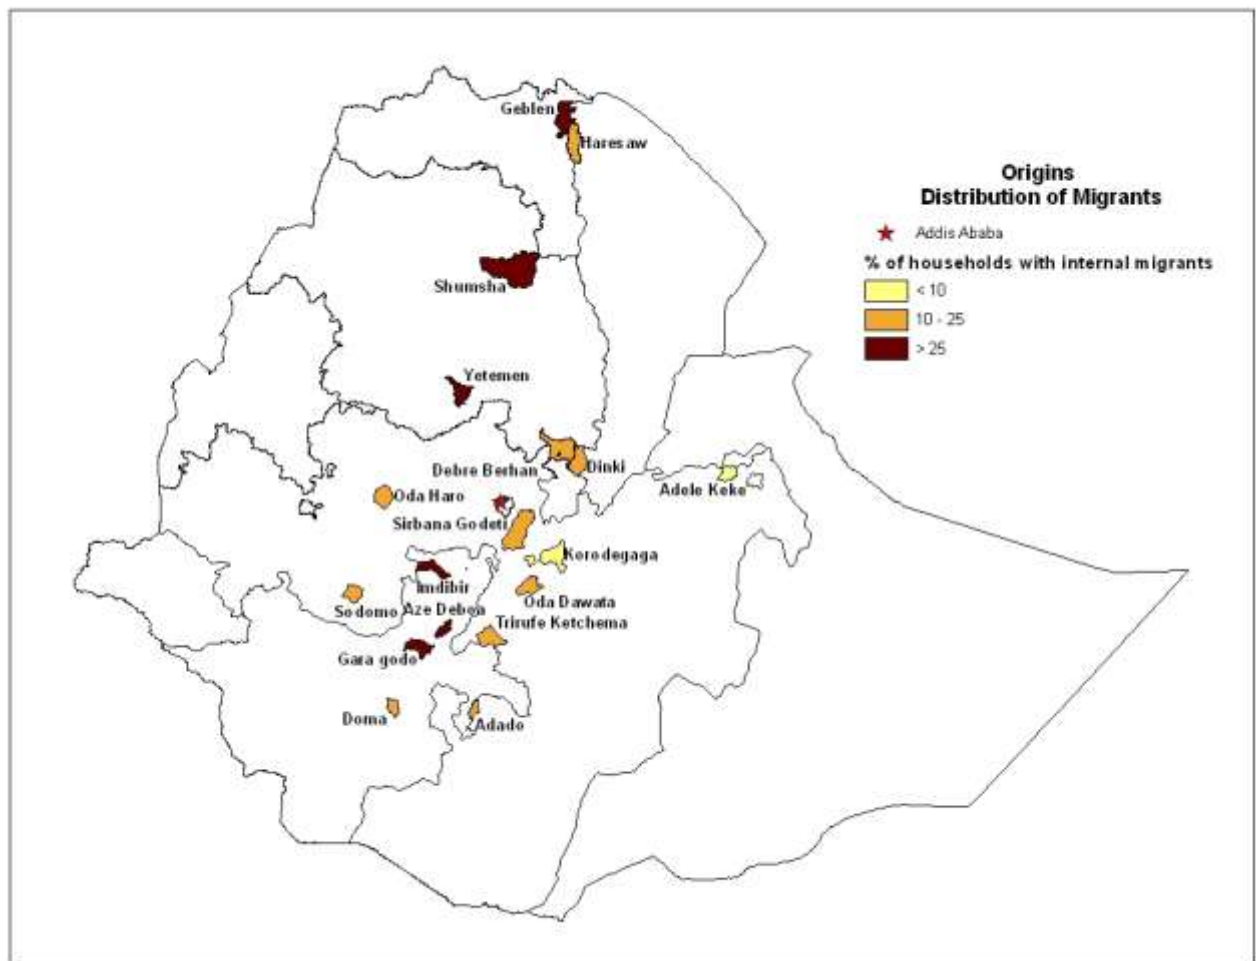 Geblen
Haresaw
Origins
Distribution of Migrants
Addis Ababa
% of households with internal migrants
< 10
10 - 25
> 25
Shumsha
Yetemen
Debre Berhan
Dinki
Adele Keke
Oda Haro
Sirbana Godeti
Korodegaga
Imdibir
Oda Dawata
Sodomo
Aze Deboa
Trirufe Ketchema
Gara godo
Doma
Adado